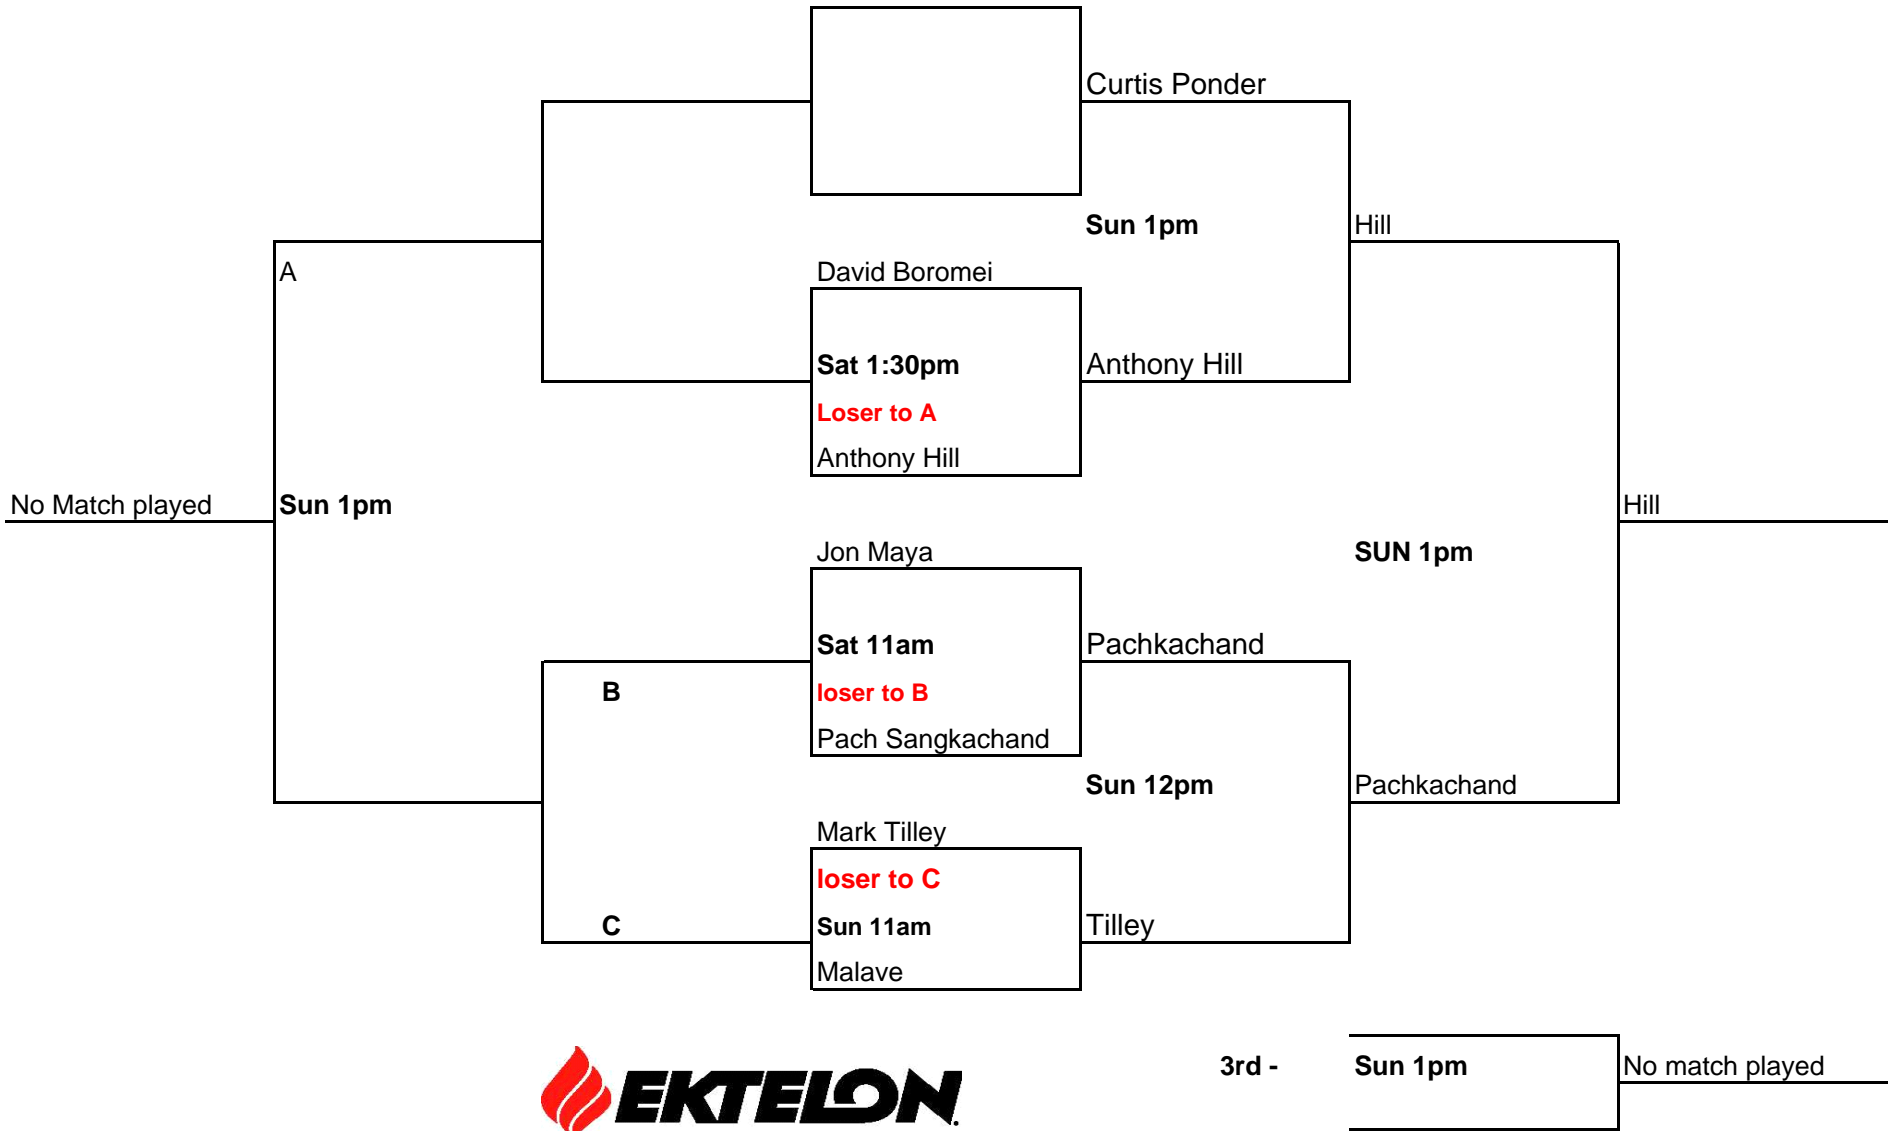 Curtis Ponder
Sun 1pm
Hill
A
David Boromei
Sat 1:30pm
Anthony Hill
Loser to A
Anthony Hill
No Match played
Sun 1pm
Hill
Jon Maya
SUN 1pm
Sat 11am
Pachkachand
B
loser to B
Pach Sangkachand
Sun 12pm
Pachkachand
Mark Tilley
loser to C
C
Sun 11am
Tilley
Malave
EKTELON.
3rd -
Sun 1pm
No match played